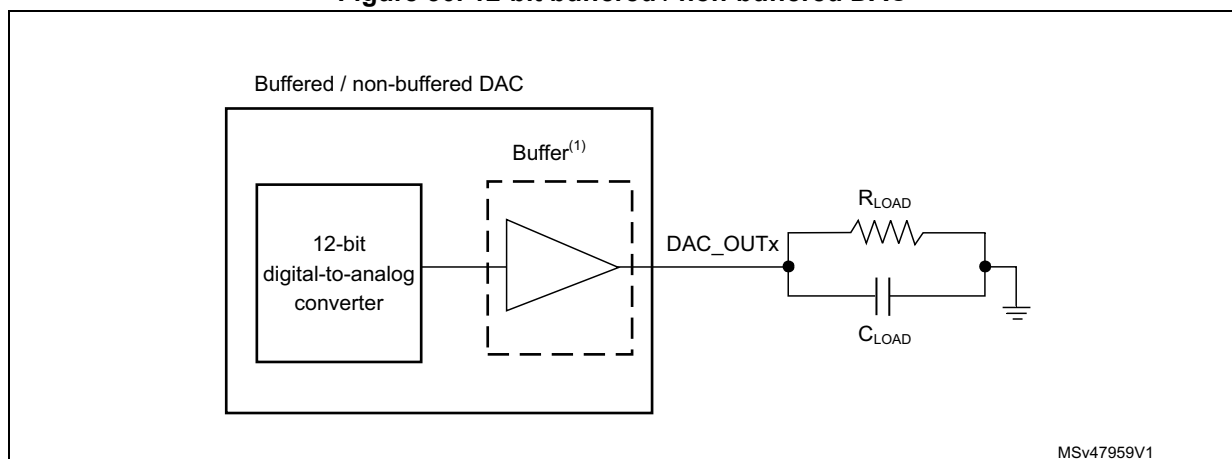 Buffered / non-buffered DAC
Buffer(1)
12-bit
digital-to-analog
converter
DAC_OUTx
RLOAD
CLOAD
MSv47959V1